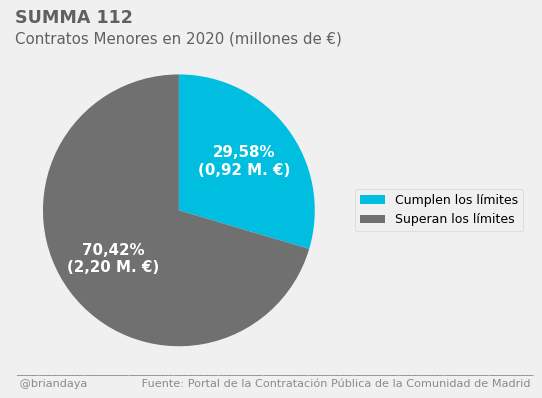 SUMMA 112
Contratos Menores en 2020 (millones de €)
29,58%
(0,92 M. €)
Cumplen los límites
Superan los límites
70,42%
(2,20 M. €)
@briandaya Fuente: Portal de la Contratación Pública de la Comunidad de Madrid